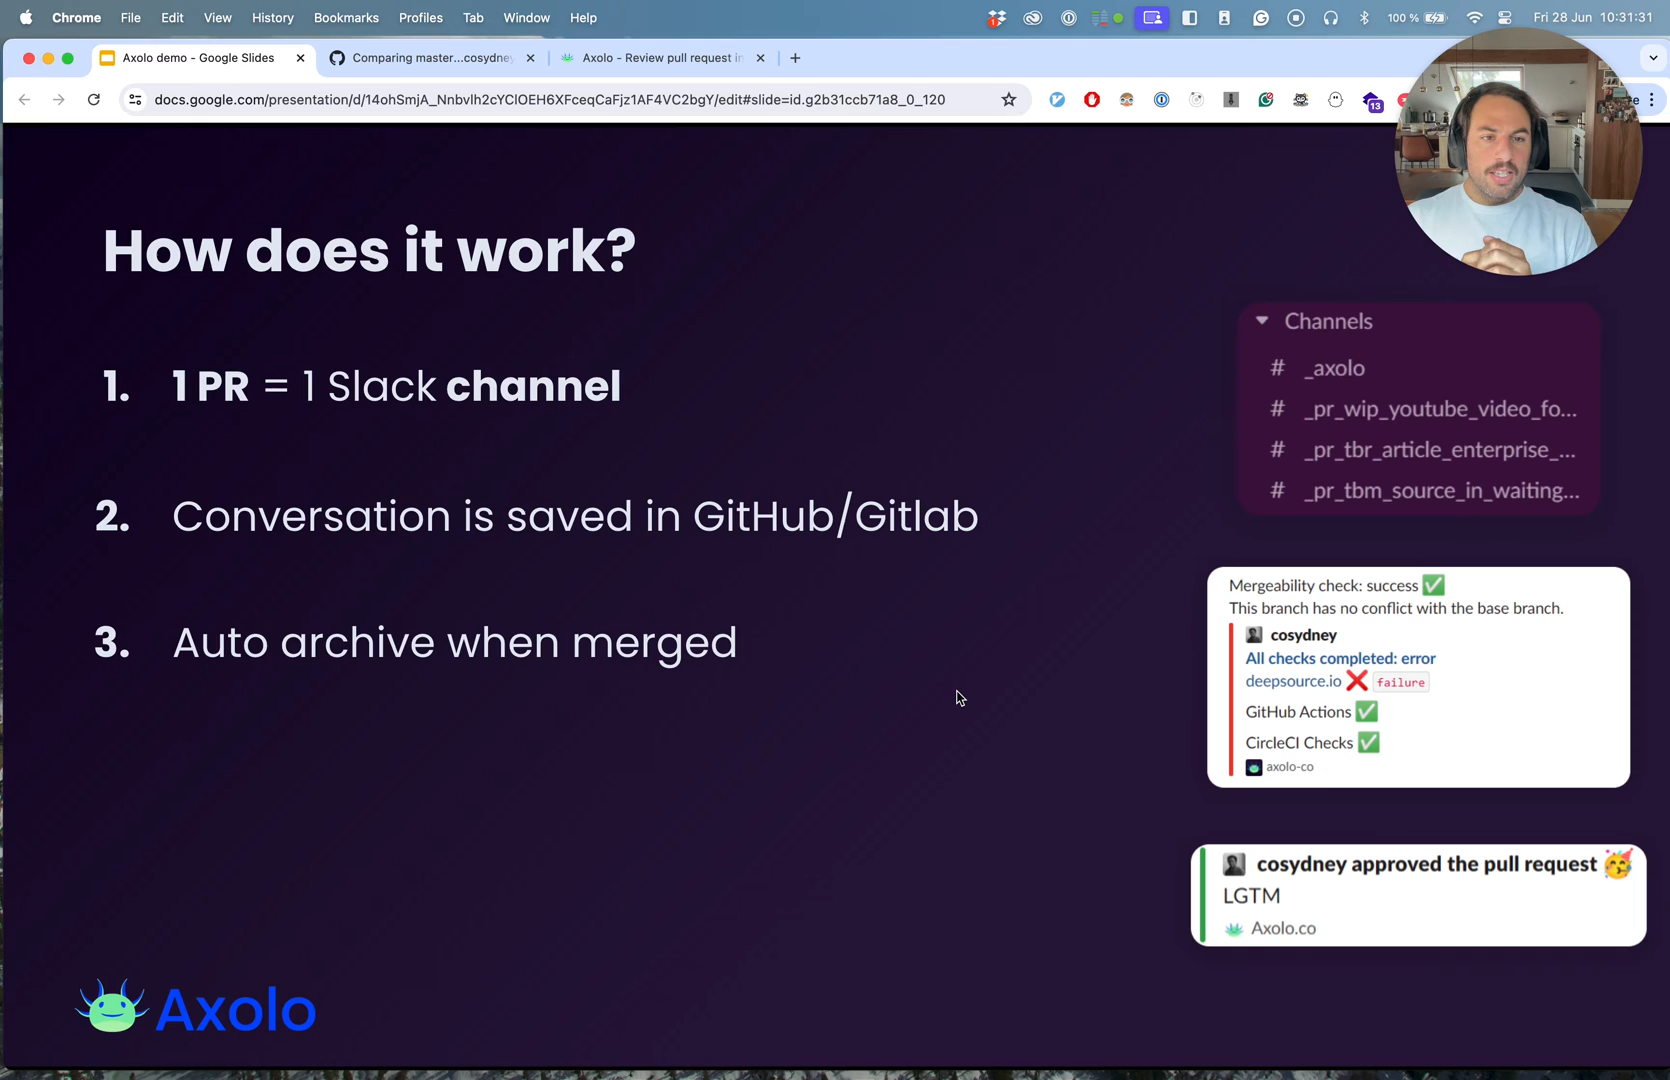 Chrome File Edit View History Bookmarks Profiles Tab Window Help 100 % Fri 28 Jun 10:31:31
Axolo demo - Google Slides Comparing master...cosydney Axolo - Review pull request in
docs.google.com/presentation/d/14ohSmjA_Nnbvlh2cYClOEH6XFceqCaFjz1AF4VC2bgY/edit#slide=id.g2b31ccb71a8_0_120 13
How does it work?
1. 1 PR = 1 Slack channel
2. Conversation is saved in GitHub/Gitlab
3. Auto archive when merged
Channels
# _axolo
# _pr_wip_youtube_video_fo...
# _pr_tbr_article_enterprise_...
# _pr_tbm_source_in_waiting...
Mergeability check: success
This branch has no conflict with the base branch.
cosydney
All checks completed: error
deepsource.io failure
GitHub Actions
CircleCI Checks
axolo-co
cosydney approved the pull request
LGTM
Axolo.co
Axolo